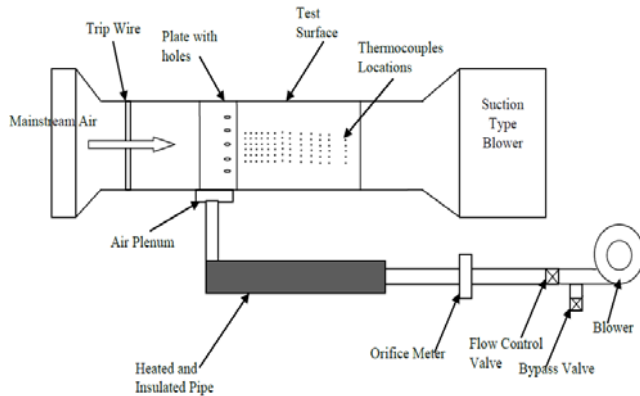 Test
Surface
Trip Wire
Plate with
holes
Thermocouples
Locations
Mainstream Air
Suction
Type
Blower
Air Plenum
Orifice Meter
Flow Control
Valve
Blower
Bypass Valve
Heated and
Insulated Pipe